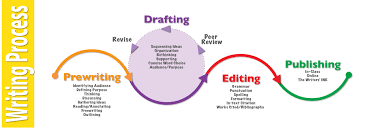 Writing Process
Prewriting
Identifying Audience
Defining Purpose
Thinking
Discussing
Gathering Ideas
Reading/Annotating
Freewriting
Outlining
Revise
Drafting
Sequencing Ideas
Organization
Rethinking
Supporting
Concise Word Choice
Audience/Purpose
Peer
Review
Editing
Grammar
Punctuation
Spelling
Formatting
In-text Citation
Works Cited/Bibliography
Publishing
In-Class
Online
The Writers' INK